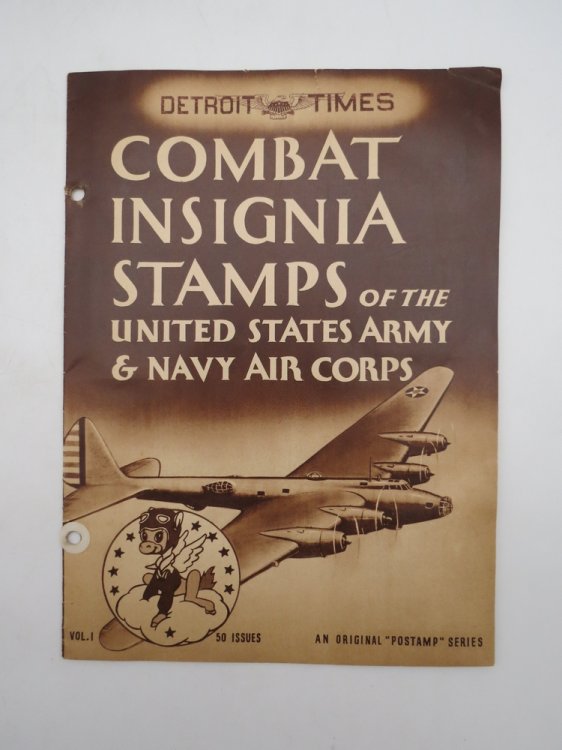 DETROIT TIMES
COMBAT
INSIGNIA
STAMPS OF THE
UNITED STATES ARMY
& NAVY AIR CORPS
VOL. 1
50 ISSUES
AN ORIGINAL "POSTAMP" SERIES